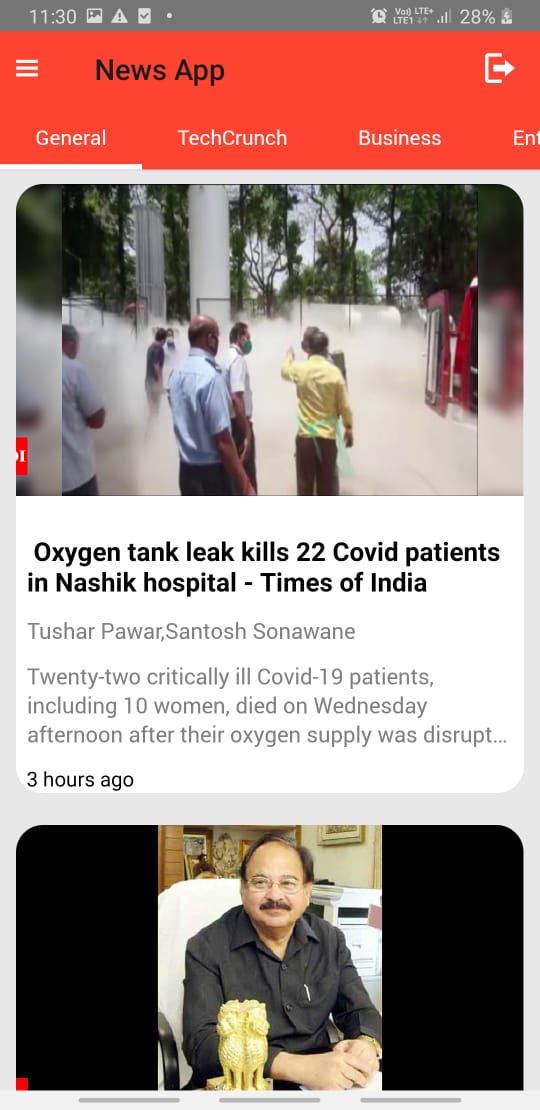 11:30
Vo) LTE+
LTE1
28%
News App
General TechCrunch Business Ent
Oxygen tank leak kills 22 Covid patients
in Nashik hospital - Times of India
Tushar Pawar,Santosh Sonawane
Twenty-two critically ill Covid-19 patients,
including 10 women, died on Wednesday
afternoon after their oxygen supply was disrupt...
3 hours ago